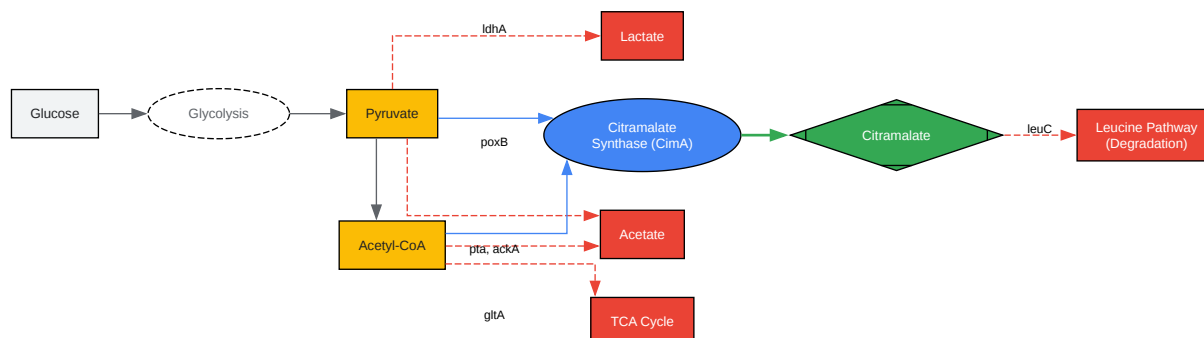 ldhA
Lactate
Glucose
Glycolysis
Pyruvate
poxB
Citramalate
Synthase (CimA)
Citramalate
leuC
Leucine Pathway
(Degradation)
Acetyl-CoA
Acetate
pta, ackA
gltA
TCA Cycle